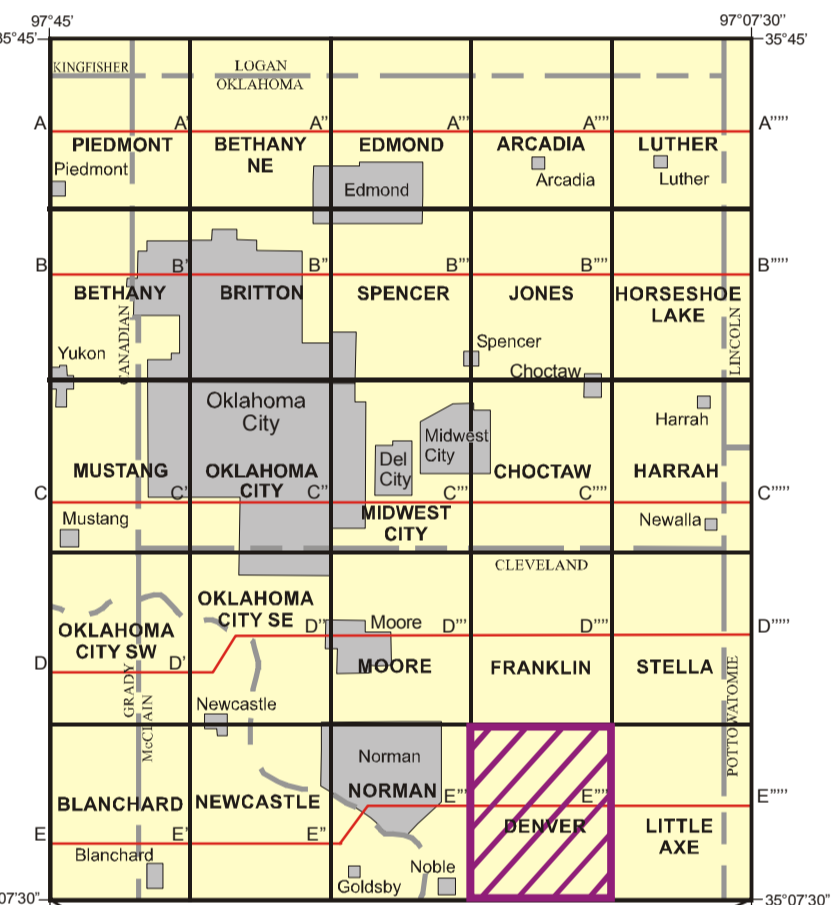 97°45'
97°07'30"
35°45'
35°45'
KINGFISHER
LOGAN
OKLAHOMA
A
A'
A''
A'''
A''''
A'''''
PIEDMONT
BETHANY
NE
EDMOND
ARCADIA
LUTHER
Piedmont
Edmond
Arcadia
Luther
B
B'
B''
B'''
B''''
B'''''
BETHANY
BRITTON
SPENCER
JONES
HORSESHOE
LAKE
CANADIAN
LINCOLN
Yukon
Spencer
Choctaw
Oklahoma
City
Del
City
Midwest
City
Harrah
MUSTANG
OKLAHOMA
CITY
CHOCTAW
HARRAH
C
C'
C''
C'''
C''''
C'''''
MIDWEST
CITY
Mustang
Newalla
CLEVELAND
OKLAHOMA
CITY SW
OKLAHOMA
CITY SE
Moore
D
D'
D''
D'''
D''''
D'''''
MOORE
FRANKLIN
STELLA
GRADY
McCLAIN
POTTOWATOMIE
Newcastle
Norman
BLANCHARD
NEWCASTLE
NORMAN
E
E'
E''
E'''
E''''
E'''''
DENVER
LITTLE
AXE
Blanchard
Goldsby
Noble
07'30"
35°07'30"